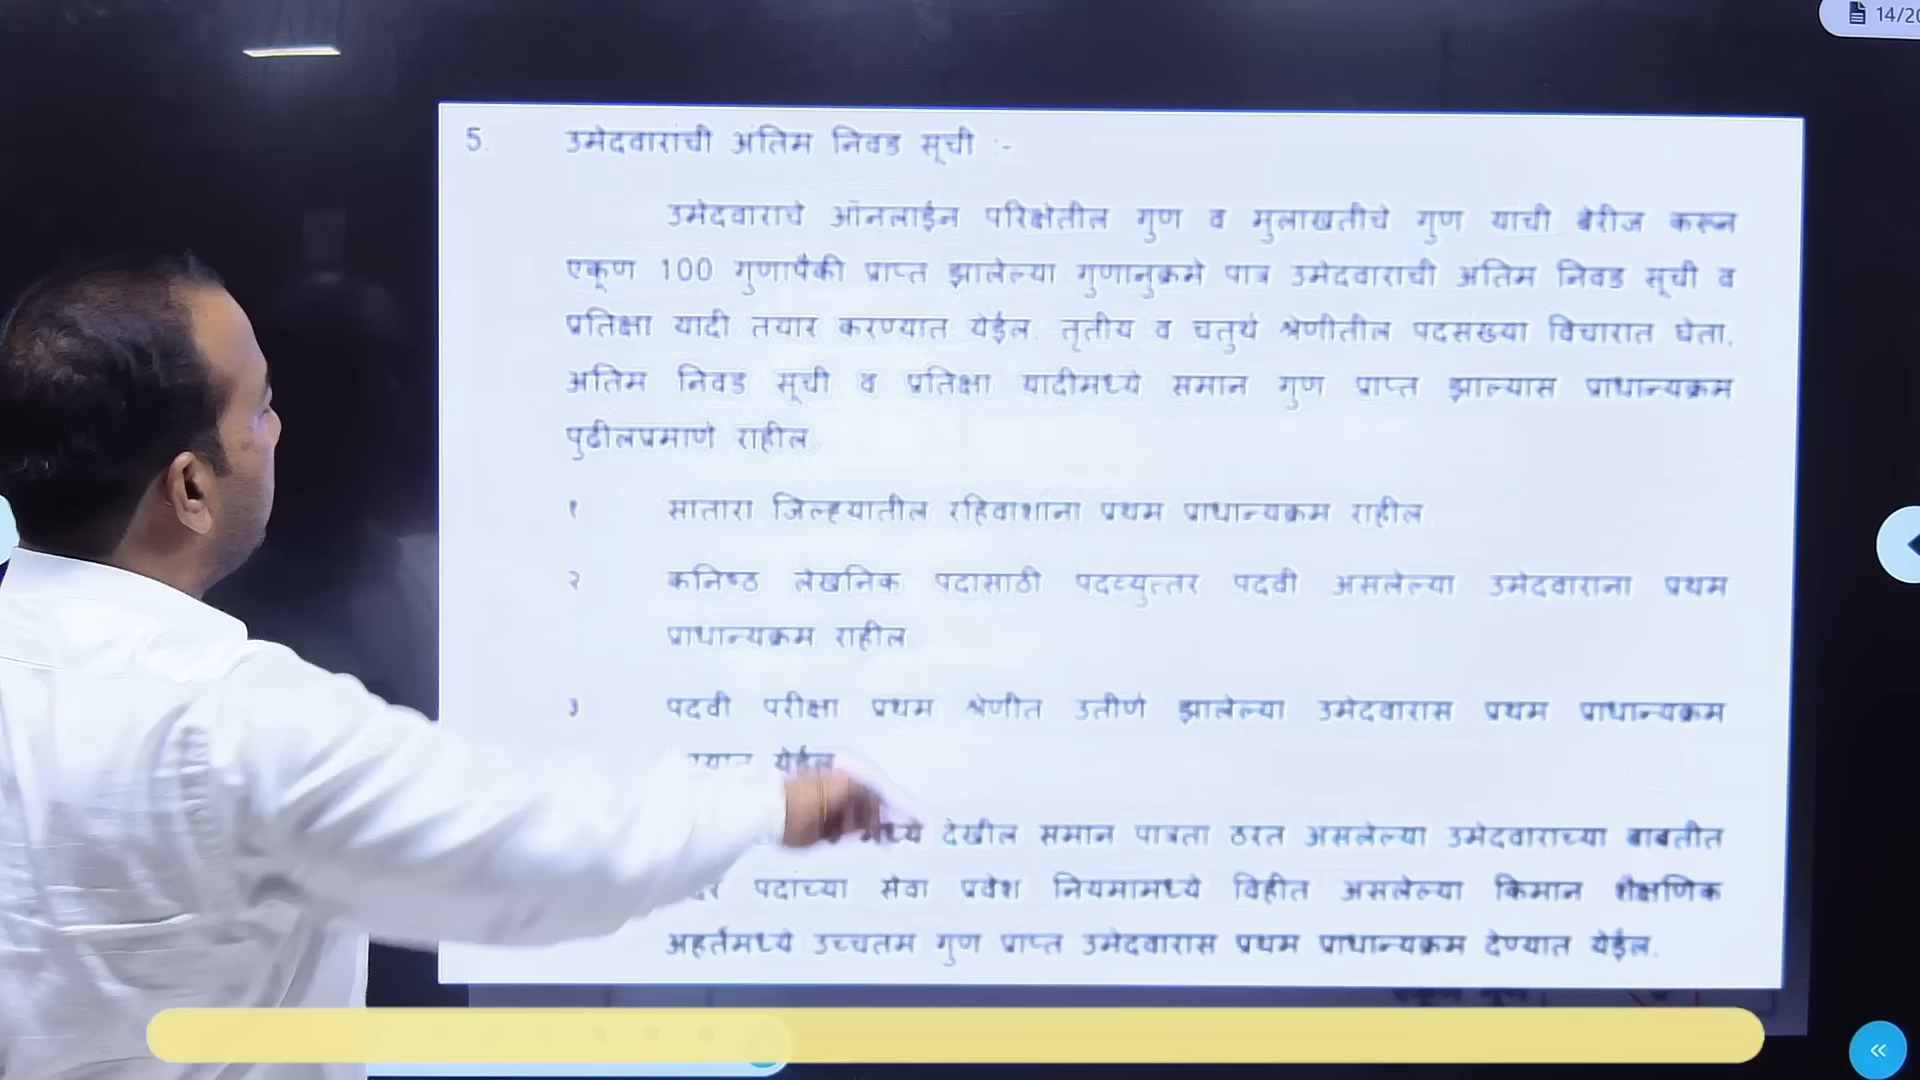 14/20
5. उमेदवारांची अंतिम निवड सूची :-
उमेदवाराचे ऑनलाईन परिक्षेतील गुण व मुलाखतीचे गुण यांची बेरीज करून
एकूण 100 गुणांपैकी प्राप्त झालेल्या गुणानुक्रमे पात्र उमेदवारांची अंतिम निवड सूची व
प्रतिक्षा यादी तयार करण्यात येईल. तृतीय व चतुर्थ श्रेणीतील पदसंख्या विचारात घेता,
अंतिम निवड सूची व प्रतिक्षा यादीमध्ये समान गुण प्राप्त झाल्यास प्राधान्यक्रम
पुढीलप्रमाणे राहील.
१ सातारा जिल्ह्यातील रहिवाशांना प्रथम प्राधान्यक्रम राहील
२ कनिष्ठ लेखनिक पदासाठी पदव्युत्तर पदवी असलेल्या उमेदवारांना प्रथम
प्राधान्यक्रम राहील
३ पदवी परीक्षा प्रथम श्रेणीत उतीर्ण झालेल्या उमेदवारास प्रथम प्राधान्यक्रम
येईल
मध्ये देखील समान पात्रता ठरत असलेल्या उमेदवारांच्या बाबतीत
पदांच्या सेवा प्रवेश नियमामध्ये विहीत असलेल्या किमान शैक्षणिक
अहर्तेमध्ये उच्चतम गुण प्राप्त उमेदवारास प्रथम प्राधान्यक्रम देण्यात येईल.